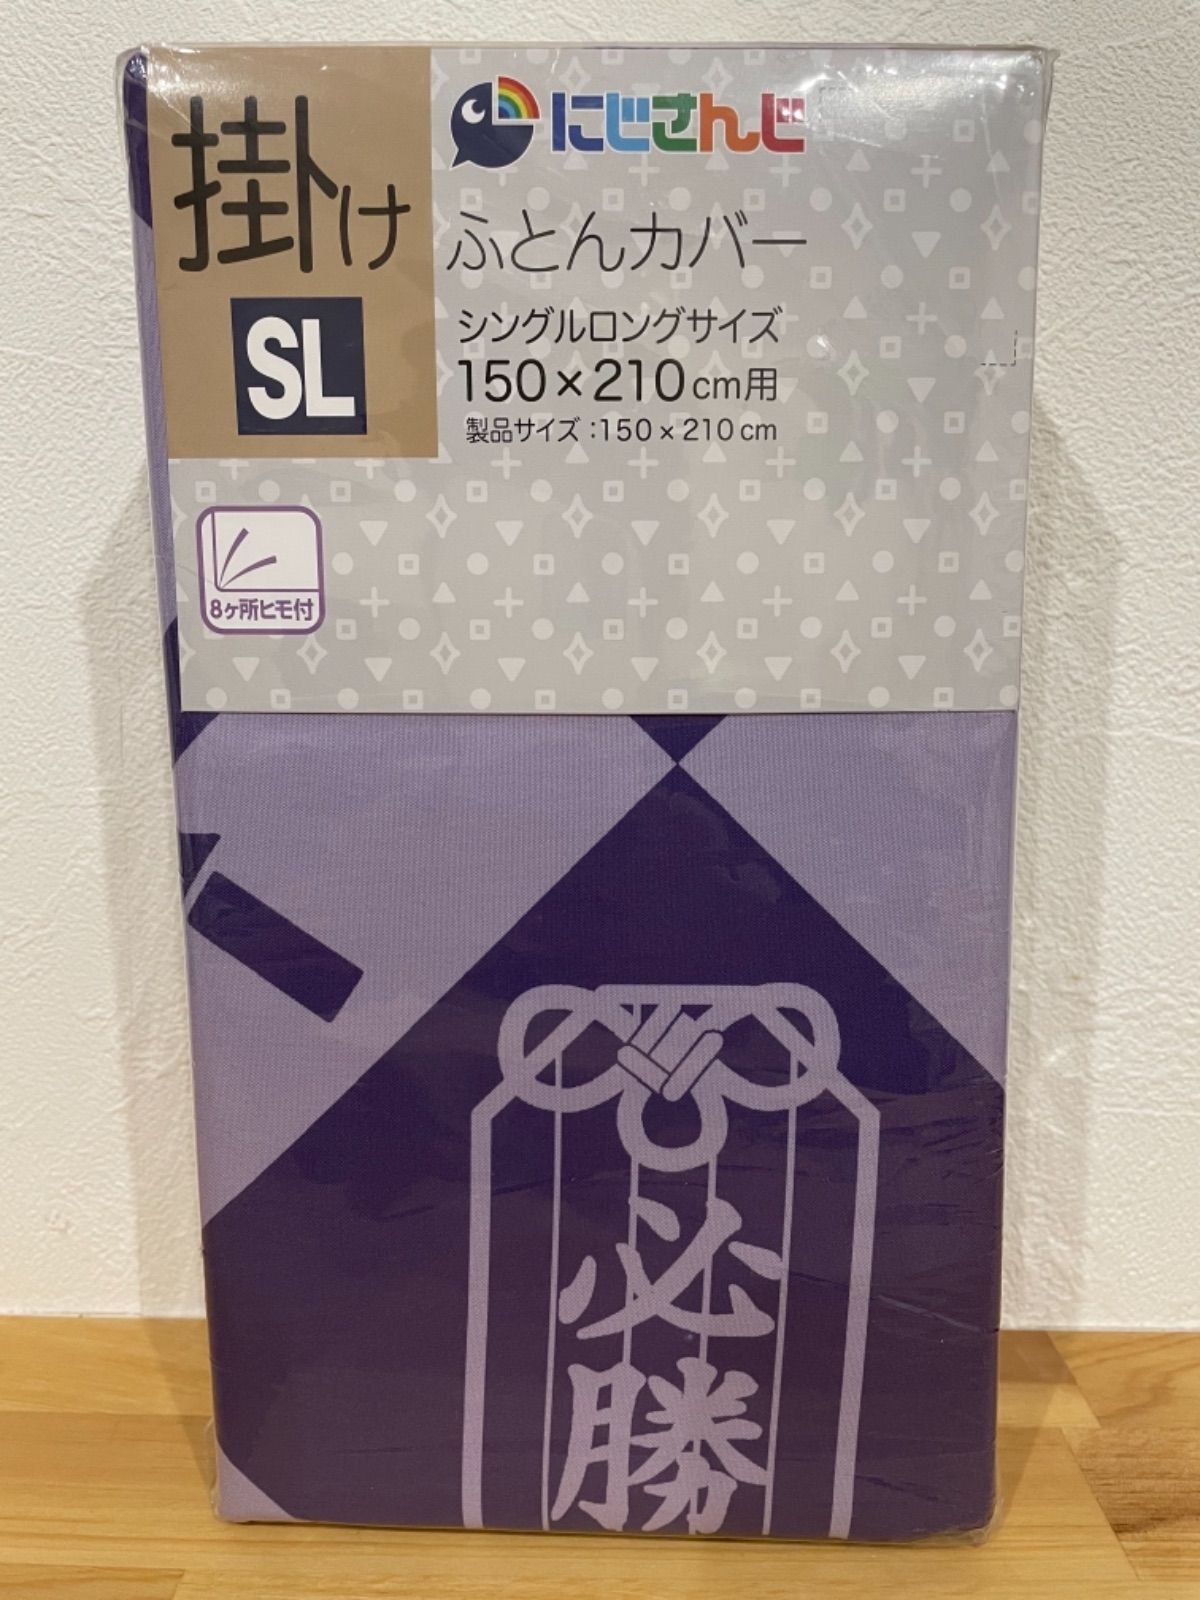 掛け
SL
にじさんじ
ふとんカバー
シングルロングサイズ
150×210cm用
製品サイズ:150×210cm
8ヶ所ヒモ付
必勝